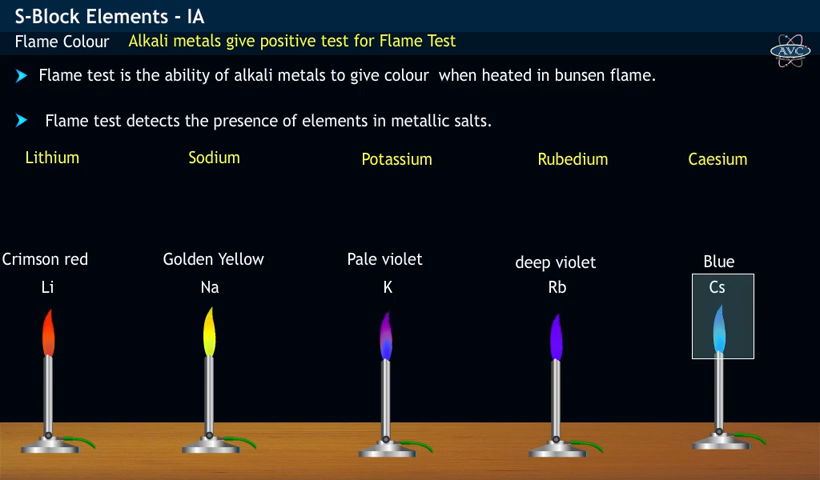 S-Block Elements - IA
Flame Colour Alkali metals give positive test for Flame Test
AVC
Flame test is the ability of alkali metals to give colour when heated in bunsen flame.
Flame test detects the presence of elements in metallic salts.
Lithium Sodium Potassium Rubedium Caesium
Crimson red Golden Yellow Pale violet deep violet Blue
Li Na K Rb Cs